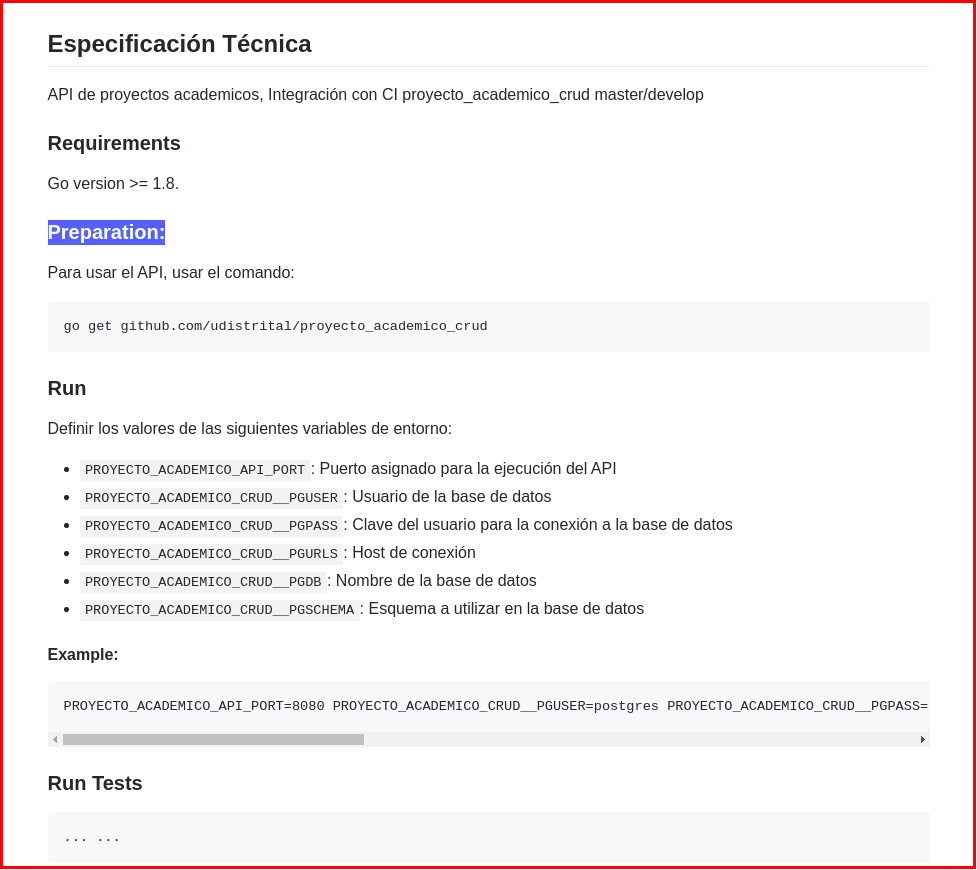 Especificación Técnica
API de proyectos academicos, Integración con CI proyecto_academico_crud master/develop
Requirements
Go version >= 1.8.
Preparation:
Para usar el API, usar el comando:
go get github.com/udistrital/proyecto_academico_crud
Run
Definir los valores de las siguientes variables de entorno:
• PROYECTO_ACADEMICO_API_PORT: Puerto asignado para la ejecución del API
• PROYECTO_ACADEMICO_CRUD__PGUSER: Usuario de la base de datos
• PROYECTO_ACADEMICO_CRUD__PGPASS: Clave del usuario para la conexión a la base de datos
• PROYECTO_ACADEMICO_CRUD__PGURLS: Host de conexión
• PROYECTO_ACADEMICO_CRUD__PGDB: Nombre de la base de datos
• PROYECTO_ACADEMICO_CRUD__PGSCHEMA: Esquema a utilizar en la base de datos
Example:
PROYECTO_ACADEMICO_API_PORT=8080 PROYECTO_ACADEMICO_CRUD__PGUSER=postgres PROYECTO_ACADEMICO_CRUD__PGPASS=
Run Tests
... ...